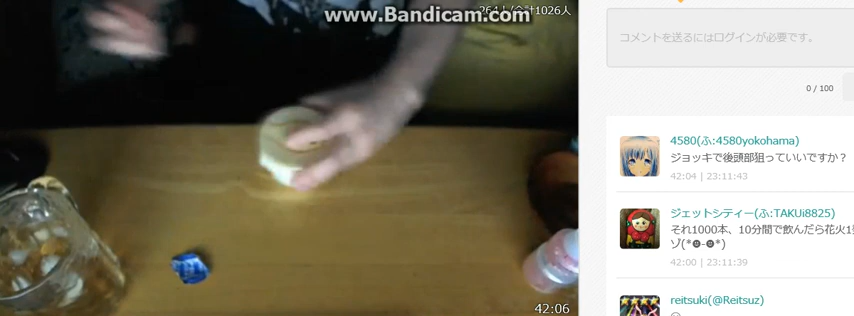 www.Bandicam.com
264人/合計1026人
42:06
コメントを送るにはログインが必要です。
0 / 100
4580(ふ:4580yokohama)
ジョッキで後頭部狙っていいですか？
42:04 | 23:11:43
ジェットシティー(ふ:TAKUi8825)
それ1000本、10分間で飲んだら花火1
ゾ(*☻-☻*)
42:00 | 23:11:39
reitsuki(@Reitsuz)